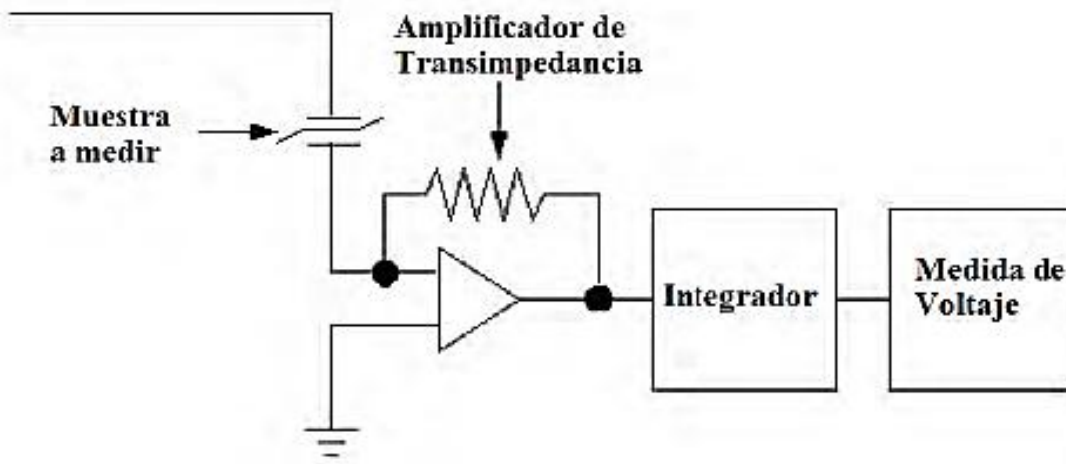 Amplificador de
Transimpedancia
Muestra
a medir
Integrador
Medida de
Voltaje